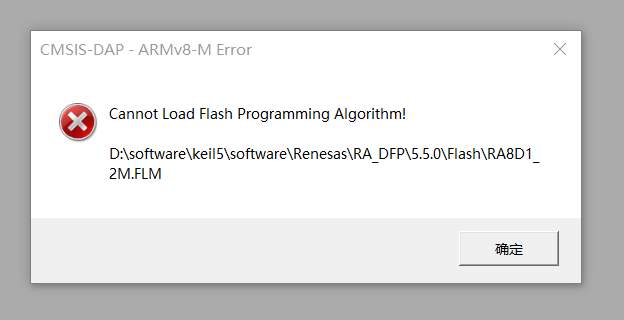 CMSIS-DAP - ARMv8-M Error
Cannot Load Flash Programming Algorithm!
D:\software\keil5\software\Renesas\RA_DFP\5.5.0\Flash\RA8D1_
2M.FLM
确定